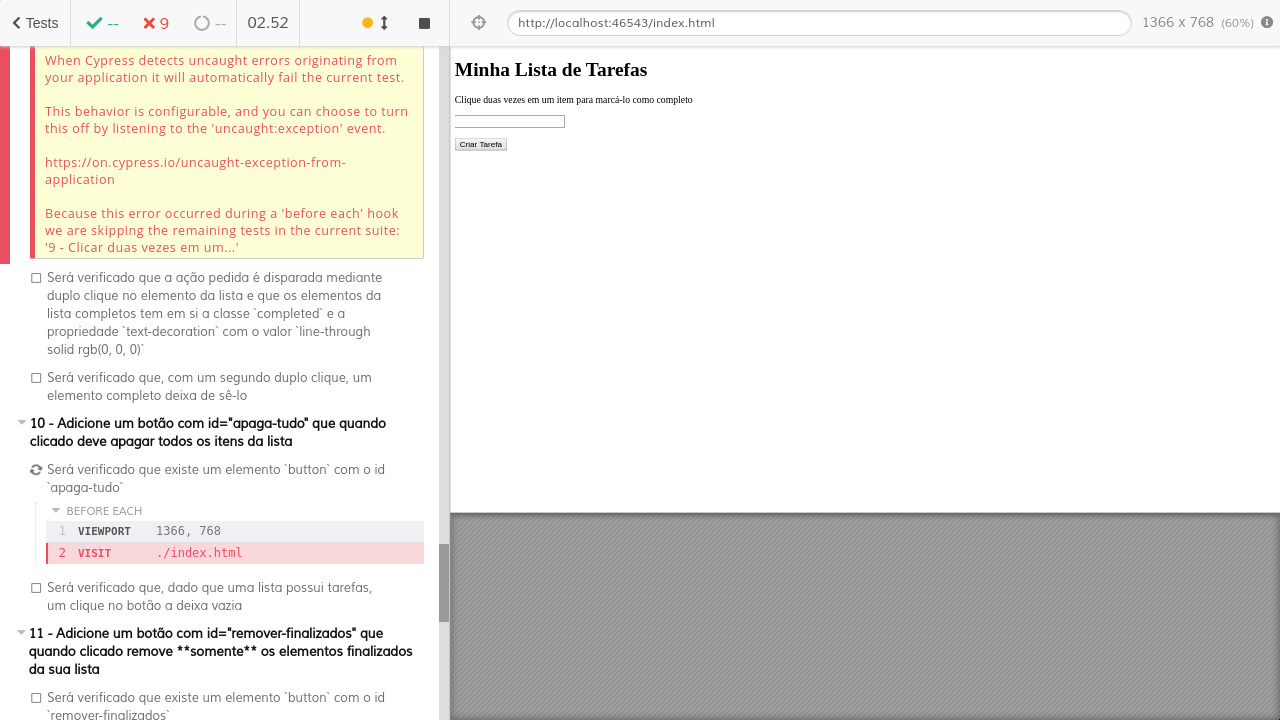 Tests
--
9
--
02.52
http://localhost:46543/index.html
1366 x 768 (60%)
When Cypress detects uncaught errors originating from
your application it will automatically fail the current test.
This behavior is configurable, and you can choose to turn
this off by listening to the 'uncaught:exception' event.
https://on.cypress.io/uncaught-exception-from-
application
Because this error occurred during a 'before each' hook
we are skipping the remaining tests in the current suite:
'9 - Clicar duas vezes em um...'
Será verificado que a ação pedida é disparada mediante
duplo clique no elemento da lista e que os elementos da
lista completos tem em si a classe `completed` e a
propriedade `text-decoration` com o valor `line-through
solid rgb(0, 0, 0)`
Será verificado que, com um segundo duplo clique, um
elemento completo deixa de sê-lo
10 - Adicione um botão com id="apaga-tudo" que quando
clicado deve apagar todos os itens da lista
Será verificado que existe um elemento `button` com o id
`apaga-tudo`
BEFORE EACH
1 VIEWPORT 1366, 768
2 VISIT ./index.html
Será verificado que, dado que uma lista possui tarefas,
um clique no botão a deixa vazia
11 - Adicione um botão com id="remover-finalizados" que
quando clicado remove **somente** os elementos finalizados
da sua lista
Será verificado que existe um elemento `button` com o id
`remover-finalizados`
Minha Lista de Tarefas
Clique duas vezes em um item para marcá-lo como completo
Criar Tarefa